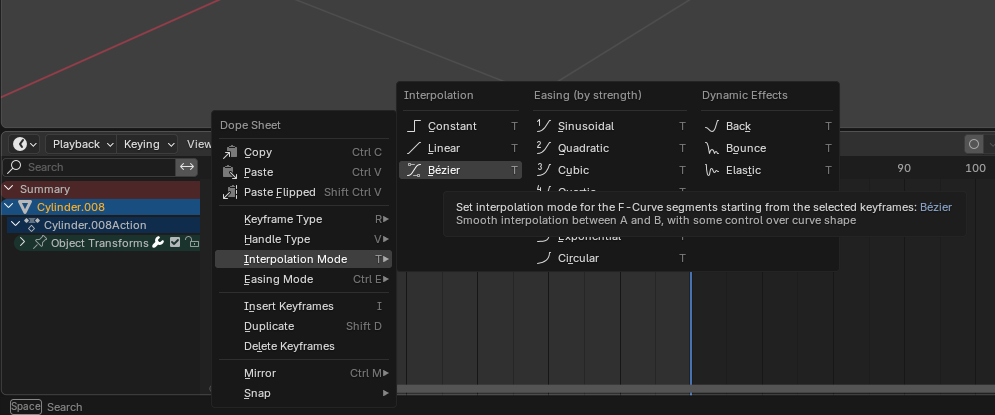 Interpolation
Easing (by strength)
Dynamic Effects
Constant T
Sinusoidal T
Back T
Linear T
Quadratic T
Bounce T
Bézier T
Cubic T
Elastic T
Set interpolation mode for the F-Curve segments starting from the selected keyframes: Bézier
Smooth interpolation between A and B, with some control over curve shape
Exponential
Circular T
Dope Sheet
Copy Ctrl C
Paste Ctrl V
Paste Flipped Shift Ctrl V
Keyframe Type R
Handle Type V
Interpolation Mode T
Easing Mode Ctrl E
Insert Keyframes I
Duplicate Shift D
Delete Keyframes
Mirror Ctrl M
Snap
Playback Keying View
Search
Summary
Cylinder.008
Cylinder.008Action
Object Transforms
90 100
Space Search